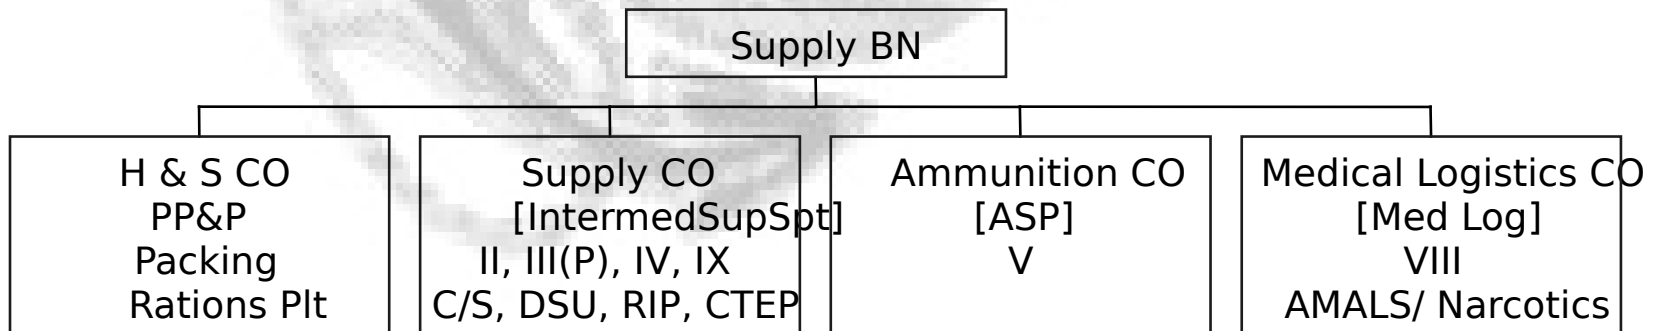 Supply BN
H & S CO
PP&P
Packing
Rations Plt
Supply CO
[IntermedSupSpt]
II, III(P), IV, IX
C/S, DSU, RIP, CTEP
Ammunition CO
[ASP]
V
Medical Logistics CO
[Med Log]
VIII
AMALS/ Narcotics